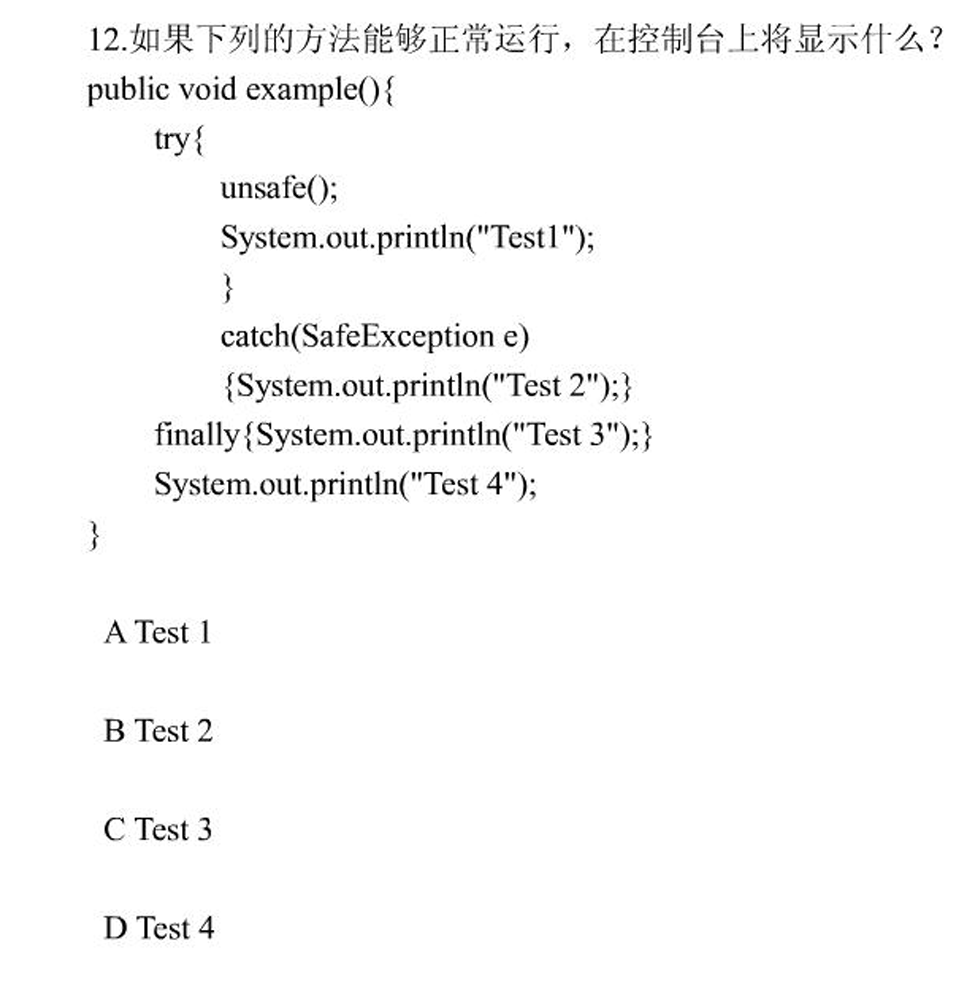 12.如果下列的方法能够正常运行，在控制台上将显示什么？
public void example(){
try{
unsafe();
System.out.println("Test1");
}
catch(SafeException e)
{System.out.println("Test 2");}
finally{System.out.println("Test 3");}
System.out.println("Test 4");
}
A Test 1
B Test 2
C Test 3
D Test 4